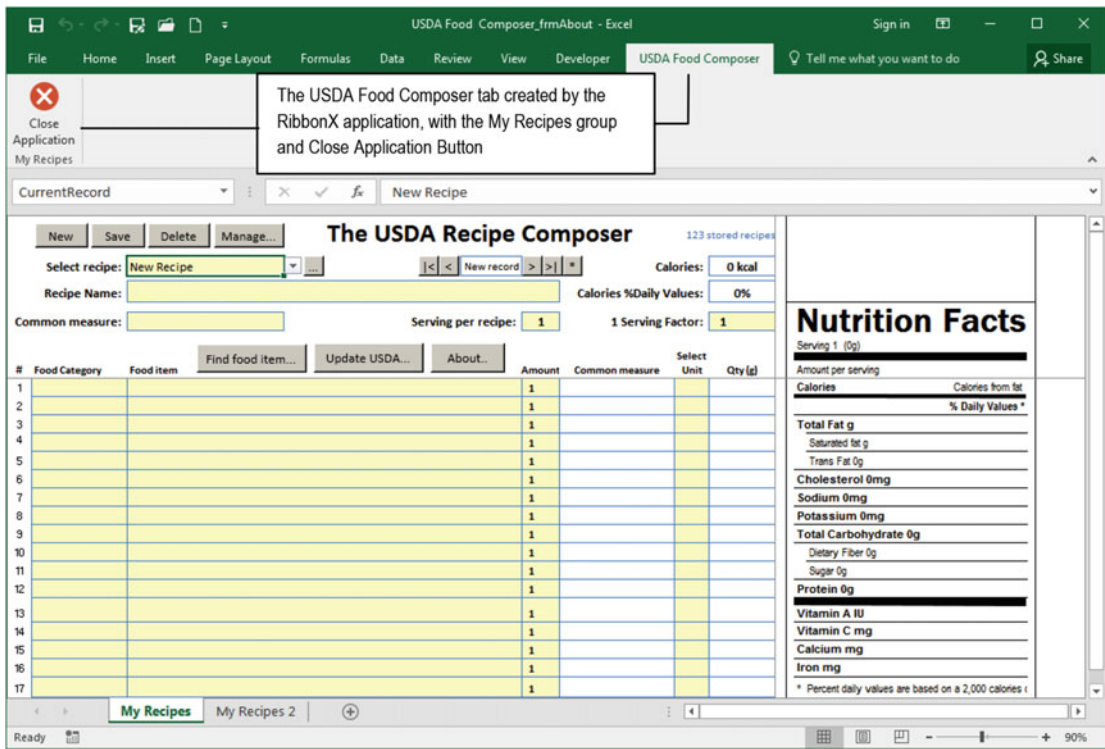 USDA Food Composer_frmAbout - Excel
Sign in
File Home Insert Page Layout Formulas Data Review View Developer USDA Food Composer Tell me what you want to do Share
Close
Application
My Recipes
The USDA Food Composer tab created by the
RibbonX application, with the My Recipes group
and Close Application Button
CurrentRecord fx New Recipe
New Save Delete Manage... The USDA Recipe Composer 123 stored recipes
Select recipe: New Recipe ... |< < New record > >| * Calories: 0 kcal
Recipe Name: Calories %Daily Values: 0%
Common measure: Serving per recipe: 1 1 Serving Factor: 1
Find food item... Update USDA... About..
# Food Category Food item Amount Common measure Select Unit Qty (g)
1 1
2 1
3 1
4 1
5 1
6 1
7 1
8 1
9 1
10 1
11 1
12 1
13 1
14 1
15 1
16 1
17 1
Nutrition Facts
Serving 1 (0g)
Amount per serving
Calories Calories from fat
% Daily Values *
Total Fat g
Saturated fat g
Trans Fat 0g
Cholesterol 0mg
Sodium 0mg
Potassium 0mg
Total Carbohydrate 0g
Dietary Fiber 0g
Sugar 0g
Protein 0g
Vitamin A IU
Vitamin C mg
Calcium mg
Iron mg
* Percent daily values are based on a 2,000 calories
My Recipes My Recipes 2
Ready 90%